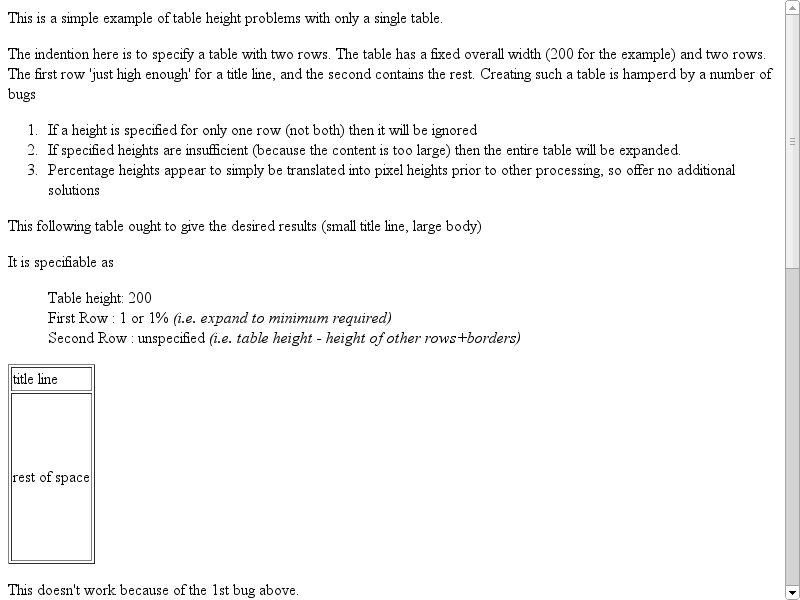 This is a simple example of table height problems with only a single table.
The indention here is to specify a table with two rows. The table has a fixed overall width (200 for the example) and two rows.
The first row 'just high enough' for a title line, and the second contains the rest. Creating such a table is hamperd by a number of
bugs
1. If a height is specified for only one row (not both) then it will be ignored
2. If specified heights are insufficient (because the content is too large) then the entire table will be expanded.
3. Percentage heights appear to simply be translated into pixel heights prior to other processing, so offer no additional
solutions
This following table ought to give the desired results (small title line, large body)
It is specifiable as
Table height: 200
First Row : 1 or 1% (i.e. expand to minimum required)
Second Row : unspecified (i.e. table height - height of other rows+borders)
title line
rest of space
This doesn't work because of the 1st bug above.